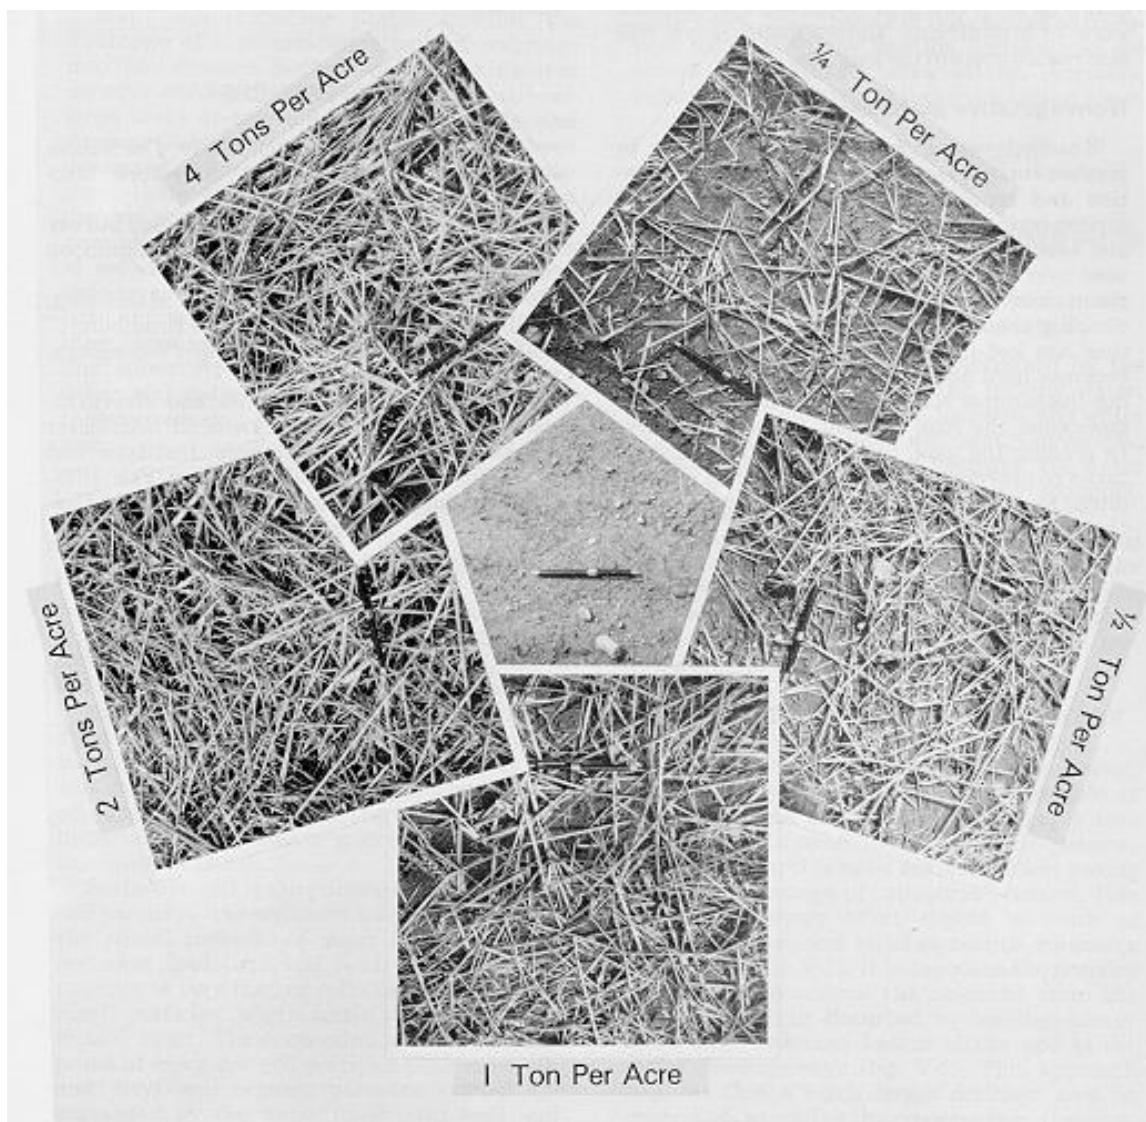 4 Tons Per Acre
¼ Ton Per Acre
½ Ton Per Acre
2 Tons Per Acre
1 Ton Per Acre